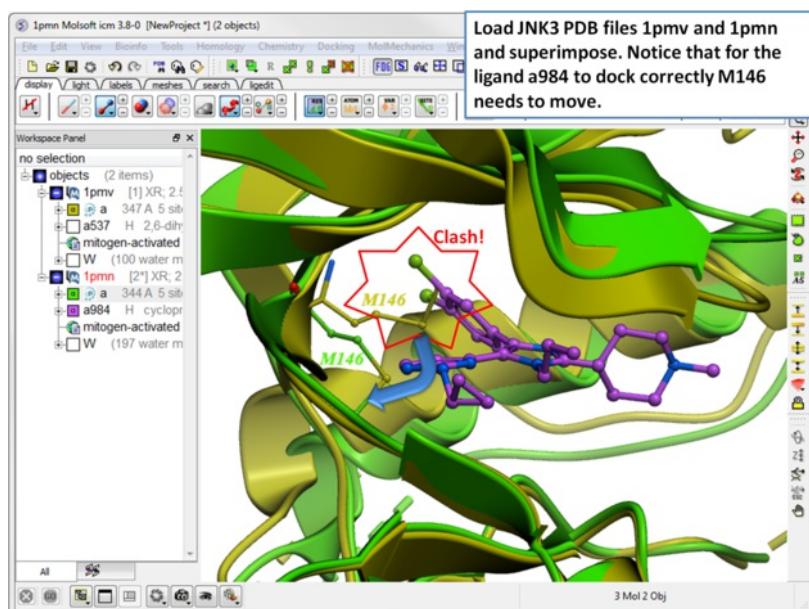 1pmn Molsoft icm 3.8-0 [NewProject *] (2 objects)
Load JNK3 PDB files 1pmv and 1pmn
and superimpose. Notice that for the
ligand a984 to dock correctly M146
needs to move.
File Edit View Bioinfo Tools Homology Chemistry Docking MolMechanics
display light labels meshes search ligedit
Workspace Panel
no selection
objects (2 items)
1pmv [1] XR; 2.5
a 347 A 5 sit
a537 H 2,6-dihy
mitogen-activated
W (100 water m
1pmn [2*] XR; 2
a 344 A 5 site
a984 H cyclopr
mitogen-activated
W (197 water m
Clash!
M146
M146
All
3 Mol 2 Obj